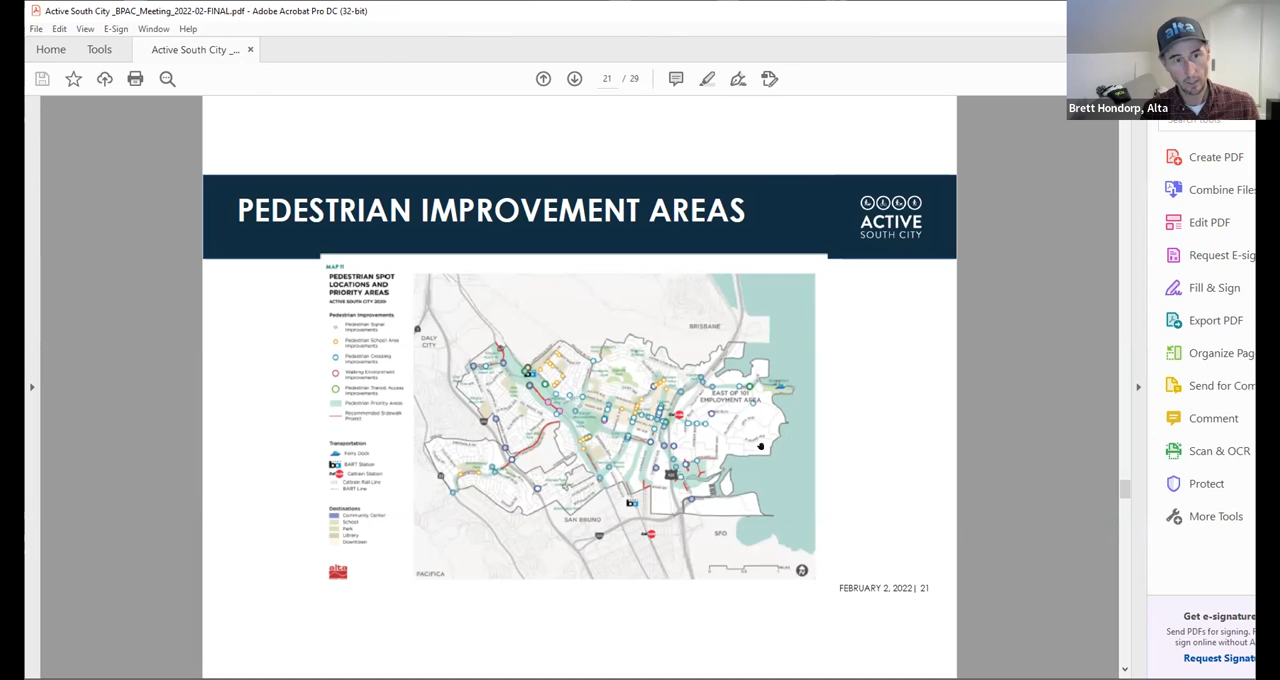 Active South City _BPAC_Meeting_2022-02-FINAL.pdf - Adobe Acrobat Pro DC (32-bit)
File Edit View E-Sign Window Help
Home Tools Active South City _... ×
21 / 29
alta
Brett Hondorp, Alta
Search tools
Create PDF
Combine File
Edit PDF
Request E-sig
Fill & Sign
Export PDF
Organize Pag
Send for Com
Comment
Scan & OCR
Protect
More Tools
Get e-signature
Send PDFs for signing.
sign online without A
Request Signat
PEDESTRIAN IMPROVEMENT AREAS
ACTIVE
SOUTH CITY
MAP 11
PEDESTRIAN SPOT
LOCATIONS AND
PRIORITY AREAS
ACTIVE SOUTH CITY 2020
Pedestrian Improvements
Pedestrian Signal
Improvements
Pedestrian School Area
Improvements
Pedestrian Crossing
Improvements
Walking Environment
Improvements
Pedestrian Transit Access
Improvements
Pedestrian Priority Areas
Recommended Sidewalk
Project
Transportation
Ferry Dock
BART Station
Caltrain Station
Caltrain Rail Line
BART Line
Destinations
Community Center
School
Park
Library
Downtown
alta
DALY
CITY
BRISBANE
EAST OF 101
EMPLOYMENT AREA
SAN BRUNO
SFO
PACIFICA
FEBRUARY 2, 2022 | 21